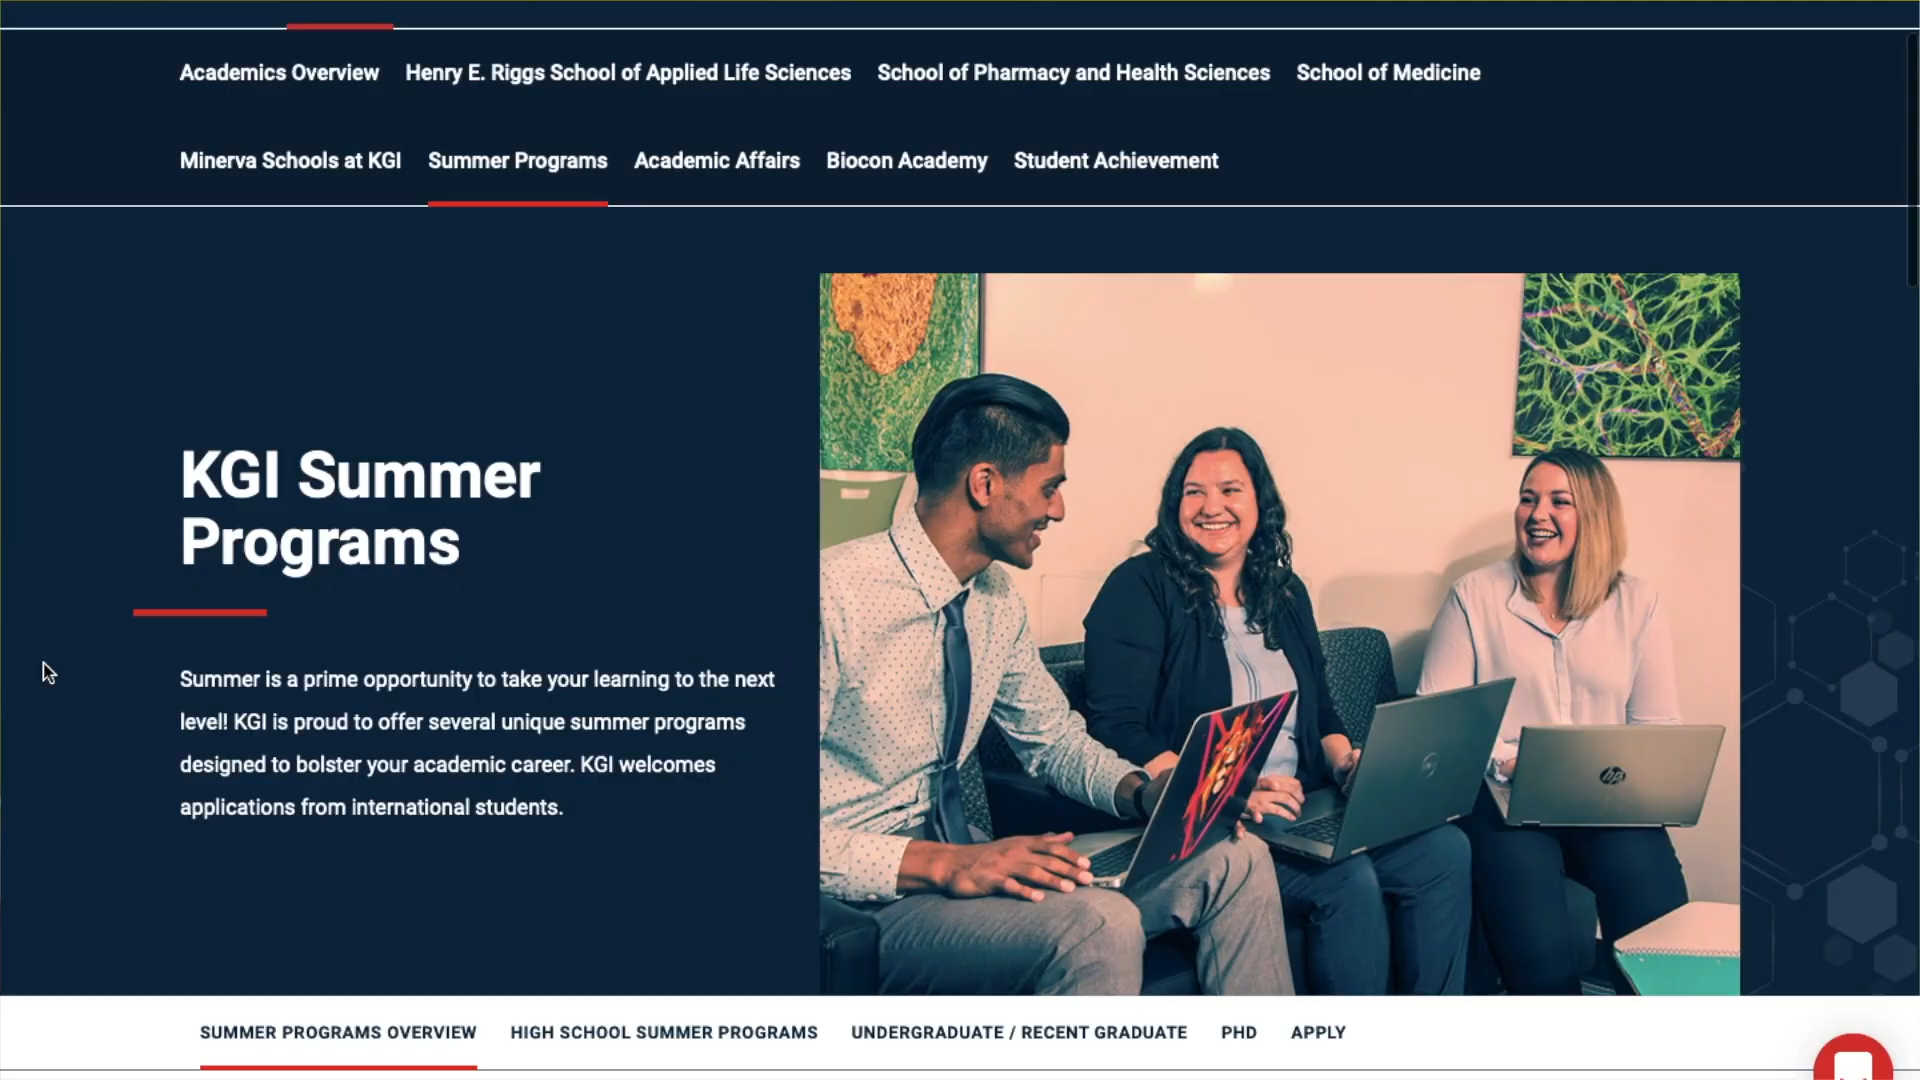 Academics Overview Henry E. Riggs School of Applied Life Sciences School of Pharmacy and Health Sciences School of Medicine
Minerva Schools at KGI Summer Programs Academic Affairs Biocon Academy Student Achievement
KGI Summer
Programs
Summer is a prime opportunity to take your learning to the next
level! KGI is proud to offer several unique summer programs
designed to bolster your academic career. KGI welcomes
applications from international students.
hp
SUMMER PROGRAMS OVERVIEW HIGH SCHOOL SUMMER PROGRAMS UNDERGRADUATE / RECENT GRADUATE PHD APPLY